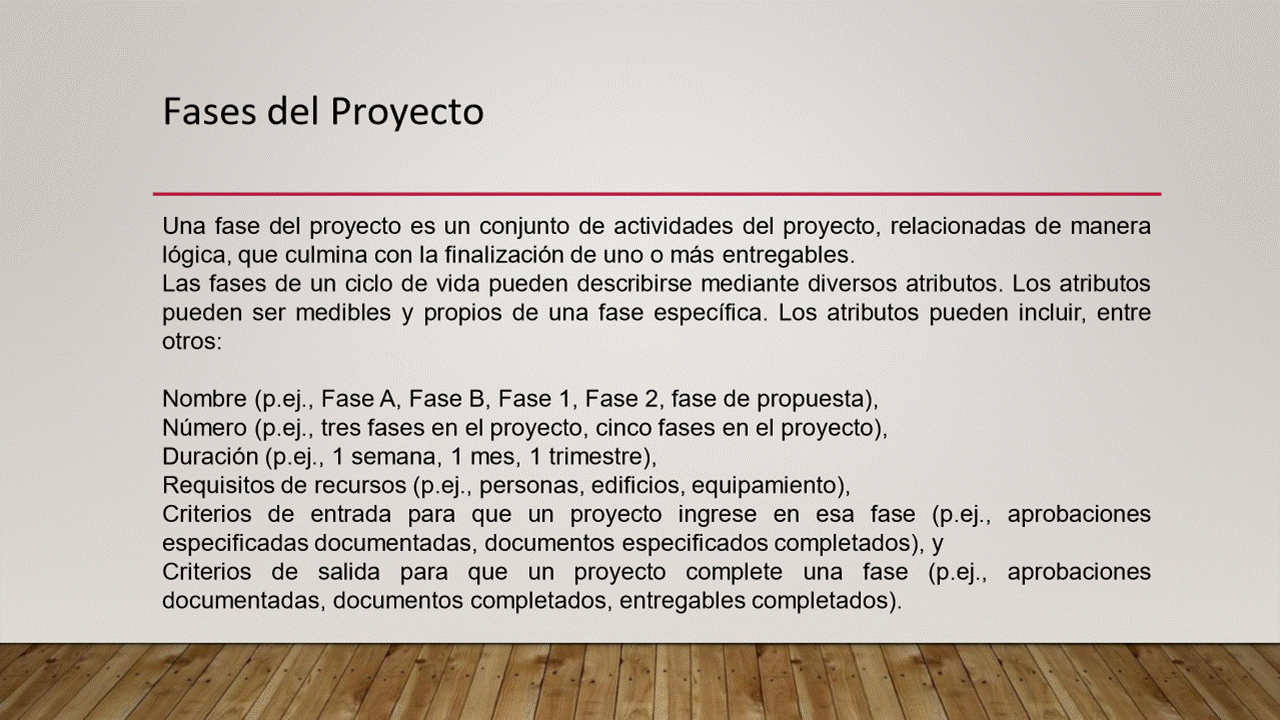 Fases del Proyecto
Una fase del proyecto es un conjunto de actividades del proyecto, relacionadas de manera
lógica, que culmina con la finalización de uno o más entregables.
Las fases de un ciclo de vida pueden describirse mediante diversos atributos. Los atributos
pueden ser medibles y propios de una fase específica. Los atributos pueden incluir, entre
otros:
Nombre (p.ej., Fase A, Fase B, Fase 1, Fase 2, fase de propuesta),
Número (p.ej., tres fases en el proyecto, cinco fases en el proyecto),
Duración (p.ej., 1 semana, 1 mes, 1 trimestre),
Requisitos de recursos (p.ej., personas, edificios, equipamiento),
Criterios de entrada para que un proyecto ingrese en esa fase (p.ej., aprobaciones
especificadas documentadas, documentos especificados completados), y
Criterios de salida para que un proyecto complete una fase (p.ej., aprobaciones
documentadas, documentos completados, entregables completados).